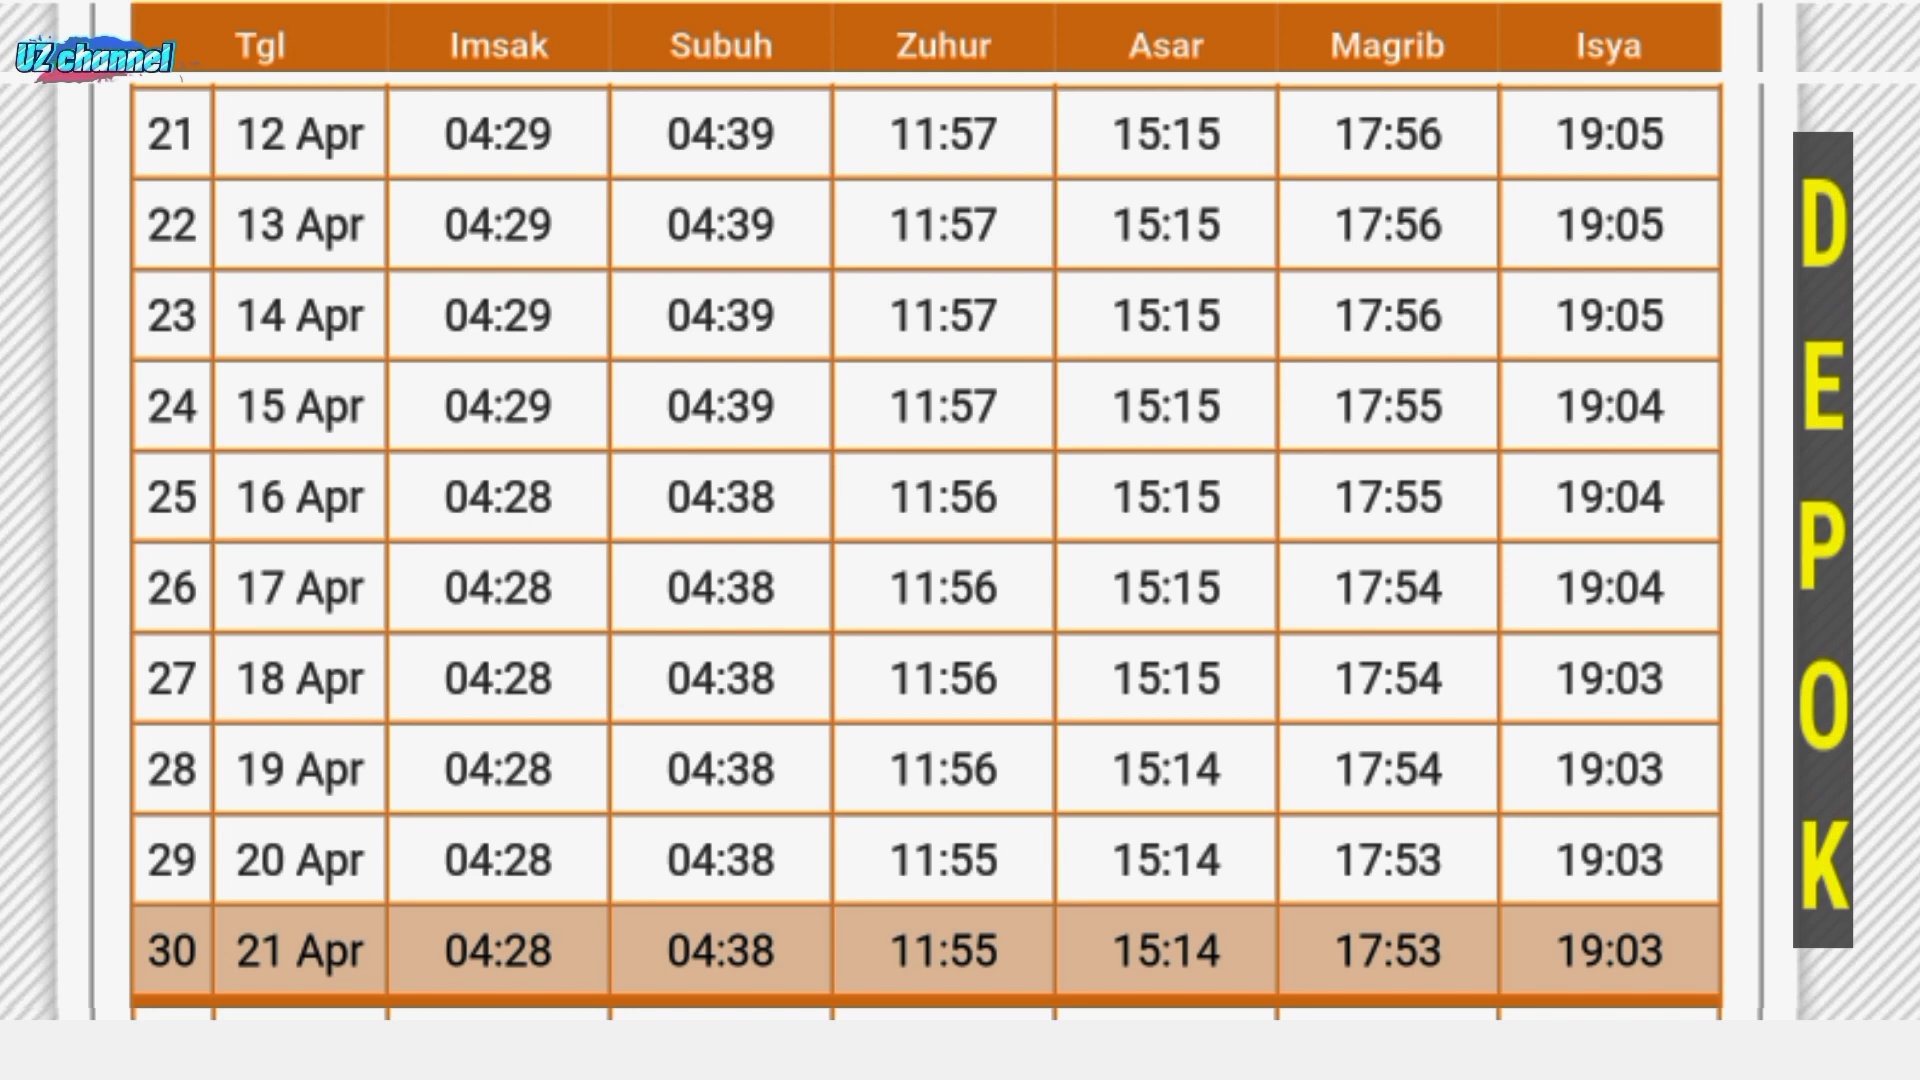 UZ channel
Tgl Imsak Subuh Zuhur Asar Magrib Isya
21 12 Apr 04:29 04:39 11:57 15:15 17:56 19:05
22 13 Apr 04:29 04:39 11:57 15:15 17:56 19:05
23 14 Apr 04:29 04:39 11:57 15:15 17:56 19:05
24 15 Apr 04:29 04:39 11:57 15:15 17:55 19:04
25 16 Apr 04:28 04:38 11:56 15:15 17:55 19:04
26 17 Apr 04:28 04:38 11:56 15:15 17:54 19:04
27 18 Apr 04:28 04:38 11:56 15:15 17:54 19:03
28 19 Apr 04:28 04:38 11:56 15:14 17:54 19:03
29 20 Apr 04:28 04:38 11:55 15:14 17:53 19:03
30 21 Apr 04:28 04:38 11:55 15:14 17:53 19:03
DEPOK